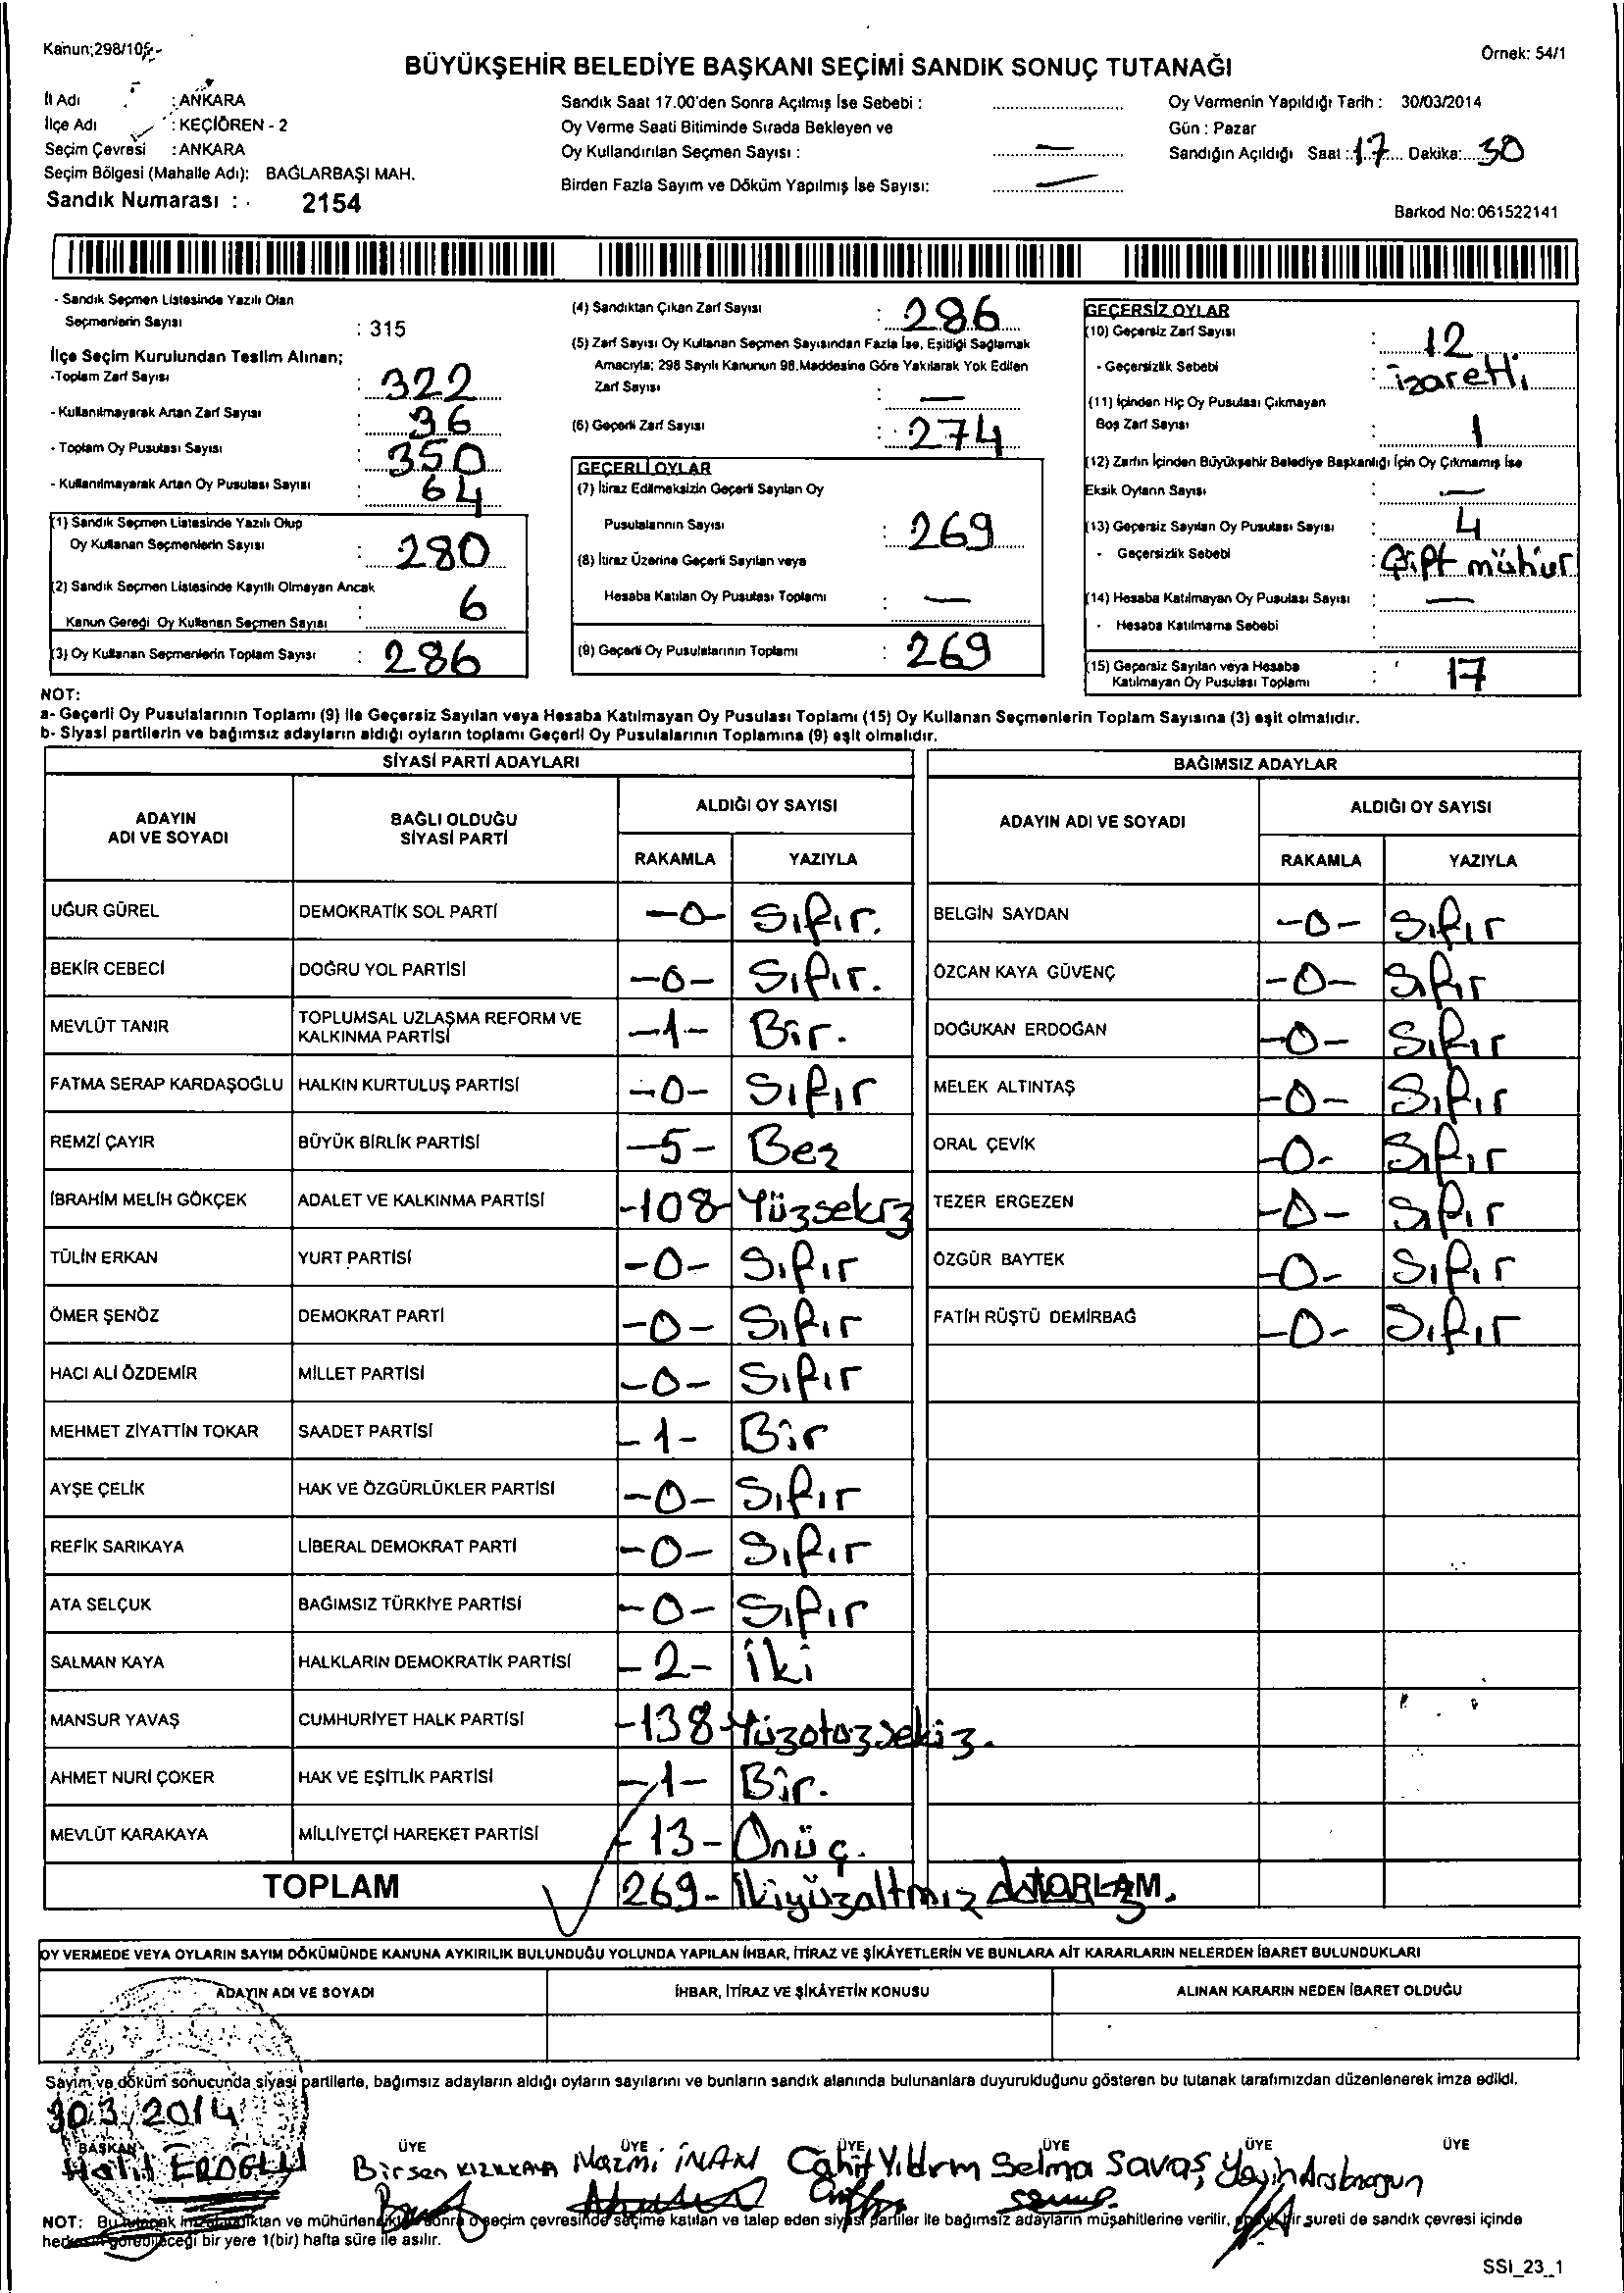 Kanun;298/105-
Örnek: 54/1
BÜYÜKŞEHİR BELEDİYE BAŞKANI SEÇİMİ SANDIK SONUÇ TUTANAĞI
İl Adı : ANKARA
İlçe Adı : KEÇİÖREN - 2
Seçim Çevresi : ANKARA
Seçim Bölgesi (Mahalle Adı): BAĞLARBAŞI MAH.
Sandık Numarası : 2154
Sandık Saat 17.00'den Sonra Açılmış İse Sebebi :
Oy Verme Saati Bitiminde Sırada Bekleyen ve
Oy Kullandırılan Seçmen Sayısı : —
Birden Fazla Sayım ve Döküm Yapılmış İse Sayısı: —
Oy Vermenin Yapıldığı Tarih : 30/03/2014
Gün : Pazar
Sandığın Açıldığı Saat : 17 Dakika: 30
Barkod No: 061522141
- Sandık Seçmen Listesinde Yazılı Olan
Seçmenlerin Sayısı : 315
İlçe Seçim Kurulundan Teslim Alınan;
-Toplam Zarf Sayısı : 322
- Kullanılmayarak Artan Zarf Sayısı : 36
- Toplam Oy Pusulası Sayısı : 350
- Kullanılmayarak Artan Oy Pusulası Sayısı : 64
(1) Sandık Seçmen Listesinde Yazılı Olup
Oy Kullanan Seçmenlerin Sayısı : 280
(2) Sandık Seçmen Listesinde Kayıtlı Olmayan Ancak
Kanun Gereği Oy Kullanan Seçmen Sayısı : 6
(3) Oy Kullanan Seçmenlerin Toplam Sayısı : 286
(4) Sandıktan Çıkan Zarf Sayısı : 286
(5) Zarf Sayısı Oy Kullanan Seçmen Sayısından Fazla İse, Eşitliği Sağlamak
Amacıyla; 298 Sayılı Kanunun 98.Maddesine Göre Yakılarak Yok Edilen
Zarf Sayısı : —
(6) Geçerli Zarf Sayısı : 274
GEÇERLİ OYLAR
(7) İtiraz Edilmeksizin Geçerli Sayılan Oy
Pusulalarının Sayısı : 269
(8) İtiraz Üzerine Geçerli Sayılan veya
Hesaba Katılan Oy Pusulası Toplamı : —
(9) Geçerli Oy Pusulalarının Toplamı : 269
GEÇERSİZ OYLAR
(10) Geçersiz Zarf Sayısı : 12
- Geçersizlik Sebebi : izaretli
(11) İçinden Hiç Oy Pusulası Çıkmayan
Boş Zarf Sayısı : 1
(12) Zarfın İçinden Büyükşehir Belediye Başkanlığı İçin Oy Çıkmamış İse
Eksik Oyların Sayısı : —
(13) Geçersiz Sayılan Oy Pusulası Sayısı : 4
- Geçersizlik Sebebi : Çift mühür
(14) Hesaba Katılmayan Oy Pusulası Sayısı : —
- Hesaba Katılmama Sebebi :
(15) Geçersiz Sayılan veya Hesaba
Katılmayan Oy Pusulası Toplamı : 17
NOT:
a- Geçerli Oy Pusulalarının Toplamı (9) İle Geçersiz Sayılan veya Hesaba Katılmayan Oy Pusulası Toplamı (15) Oy Kullanan Seçmenlerin Toplam Sayısına (3) eşit olmalıdır.
b- Siyasi partilerin ve bağımsız adayların aldığı oyların toplamı Geçerli Oy Pusulalarının Toplamına (9) eşit olmalıdır.
SİYASİ PARTİ ADAYLARI
ADAYIN ADI VE SOYADI BAĞLI OLDUĞU SİYASİ PARTİ ALDIĞI OY SAYISI
RAKAMLA YAZIYLA
UĞUR GÜREL DEMOKRATİK SOL PARTİ -0- Sıfır.
BEKİR CEBECİ DOĞRU YOL PARTİSİ -0- Sıfır.
MEVLÜT TANIR TOPLUMSAL UZLAŞMA REFORM VE KALKINMA PARTİSİ -1- Bir.
FATMA SERAP KARDAŞOĞLU HALKIN KURTULUŞ PARTİSİ -0- Sıfır
REMZİ ÇAYIR BÜYÜK BİRLİK PARTİSİ -5- Bez
İBRAHİM MELİH GÖKÇEK ADALET VE KALKINMA PARTİSİ -108- Yüzsekiz
TÜLİN ERKAN YURT PARTİSİ -0- Sıfır
ÖMER ŞENÖZ DEMOKRAT PARTİ -0- Sıfır
HACI ALİ ÖZDEMİR MİLLET PARTİSİ -0- Sıfır
MEHMET ZİYATTİN TOKAR SAADET PARTİSİ -1- Bir
AYŞE ÇELİK HAK VE ÖZGÜRLÜKLER PARTİSİ -0- Sıfır
REFİK SARIKAYA LİBERAL DEMOKRAT PARTİ -0- Sıfır
ATA SELÇUK BAĞIMSIZ TÜRKİYE PARTİSİ -0- Sıfır
SALMAN KAYA HALKLARIN DEMOKRATİK PARTİSİ -2- İki
MANSUR YAVAŞ CUMHURİYET HALK PARTİSİ -138- Yüzotozsekiz.
AHMET NURİ ÇOKER HAK VE EŞİTLİK PARTİSİ -1- Bir.
MEVLÜT KARAKAYA MİLLİYETÇİ HAREKET PARTİSİ -13- Onüç.
TOPLAM 269- İkiyüzaltmız
BAĞIMSIZ ADAYLAR
ADAYIN ADI VE SOYADI ALDIĞI OY SAYISI
RAKAMLA YAZIYLA
BELGİN SAYDAN -0- Sıfır
ÖZCAN KAYA GÜVENÇ -0- Sıfır
DOĞUKAN ERDOĞAN -0- Sıfır
MELEK ALTINTAŞ -0- Sıfır
ORAL ÇEVİK -0- Sıfır
TEZER ERGEZEN -0- Sıfır
ÖZGÜR BAYTEK -0- Sıfır
FATİH RÜŞTÜ DEMİRBAĞ -0- Sıfır
TOPLAM
OY VERMEDE VEYA OYLARIN SAYIM DÖKÜMÜNDE KANUNA AYKIRILIK BULUNDUĞU YOLUNDA YAPILAN İHBAR, İTİRAZ VE ŞİKÂYETLERİN VE BUNLARA AİT KARARLARIN NELERDEN İBARET BULUNDUKLARI
ADAYIN ADI VE SOYADI İHBAR, İTİRAZ VE ŞİKÂYETİN KONUSU ALINAN KARARIN NEDEN İBARET OLDUĞU
Sayım ve döküm sonucunda siyasi partilerle, bağımsız adayların aldığı oyların sayılarını ve bunların sandık alanında bulunanlara duyurulduğunu gösteren bu tutanak tarafımızdan düzenlenerek imza edildi.
30.3.2014
BAŞKAN ÜYE ÜYE ÜYE ÜYE ÜYE ÜYE
Halil EROĞLU Birsen KIZILKAYA Nazmi İNAN Cahit Yıldırım Selma Savaş
NOT: Bu tutanak imzalandıktan ve mühürlendikten sonra o seçim çevresinde seçime katılan ve talep eden siyasi partiler ile bağımsız adayların müşahitlerine verilir, bir sureti de sandık çevresi içinde
herkesin görebileceği bir yere 1(bir) hafta süre ile asılır.
SSI_23_1